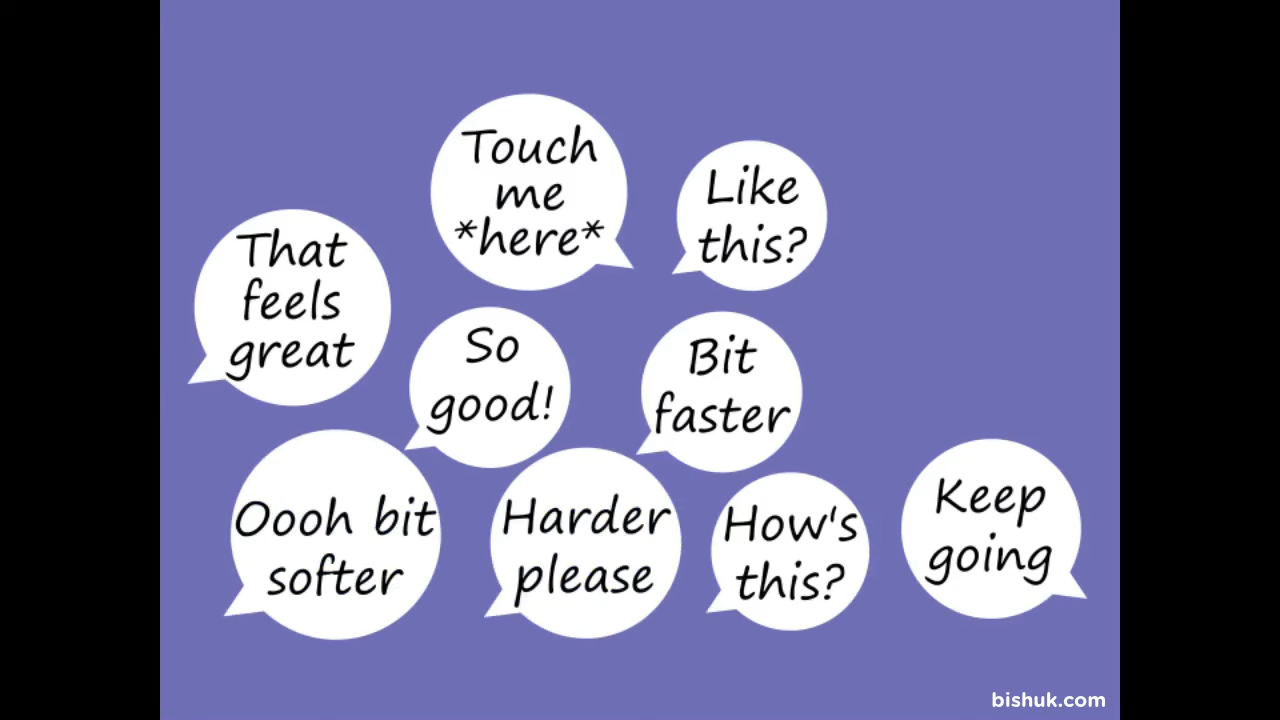 Touch
me
*here*
Like
this?
That
feels
great
So
good!
Bit
faster
Oooh bit
softer
Harder
please
How's
this?
Keep
going
bishuk.com